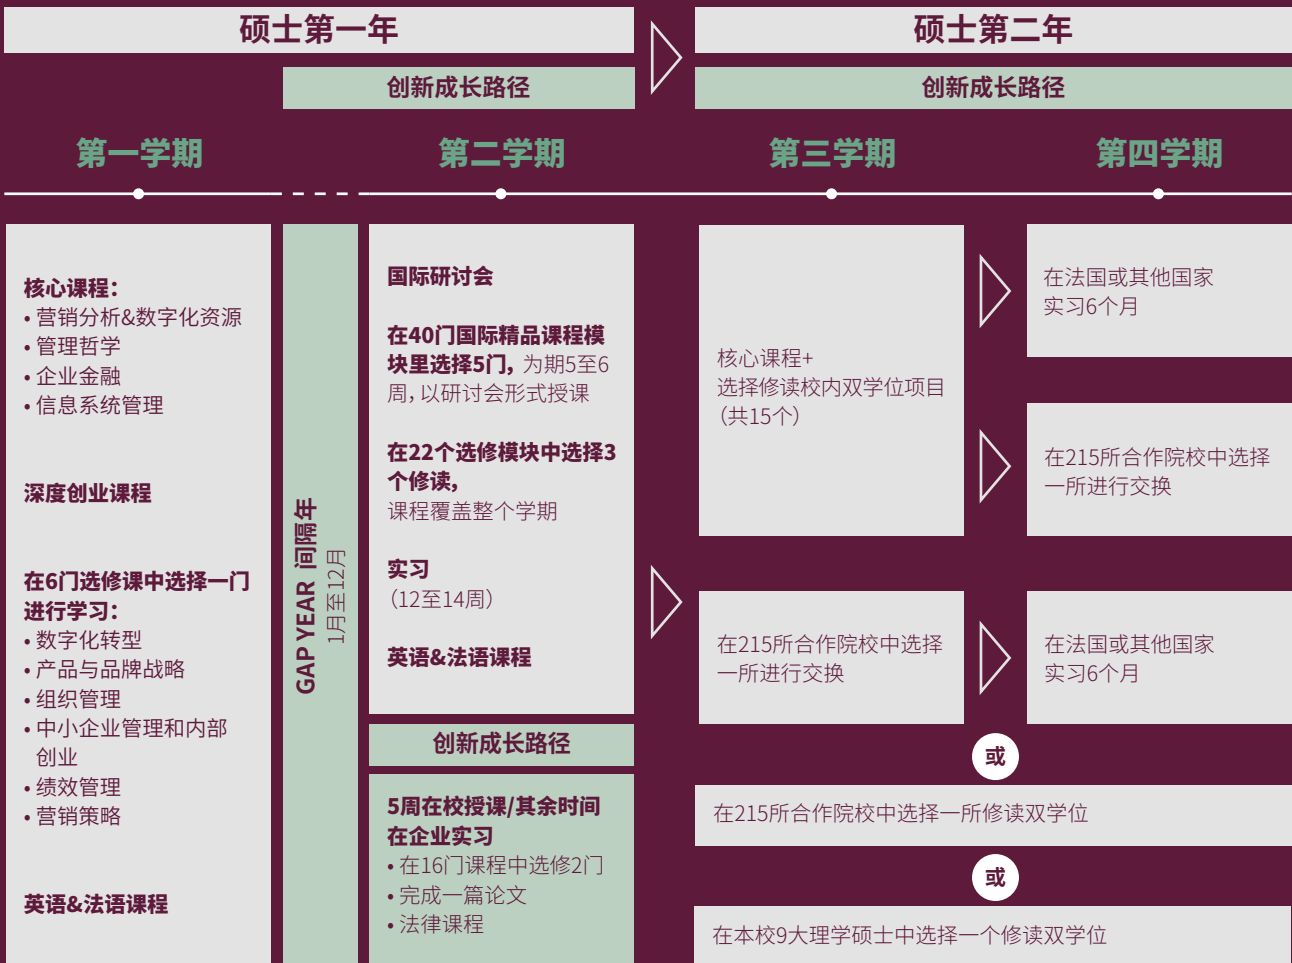 硕士第一年
硕士第二年
创新成长路径
创新成长路径
第一学期
第二学期
第三学期
第四学期
核心课程：
• 营销分析&数字化资源
• 管理哲学
• 企业金融
• 信息系统管理
深度创业课程
在6门选修课中选择一门
进行学习：
• 数字化转型
• 产品与品牌战略
• 组织管理
• 中小企业管理和内部
创业
• 绩效管理
• 营销策略
英语&法语课程
GAP YEAR 间隔年
1月至12月
国际研讨会
在40门国际精品课程模
块里选择5门，为期5至6
周，以研讨会形式授课
在22个选修模块中选择3
个修读，
课程覆盖整个学期
实习
（12至14周）
英语&法语课程
创新成长路径
5周在校授课/其余时间
在企业实习
• 在16门课程中选修2门
• 完成一篇论文
• 法律课程
核心课程+
选择修读校内双学位项目
（共15个）
在法国或其他国家
实习6个月
在215所合作院校中选择
一所进行交换
在215所合作院校中选择
一所进行交换
在法国或其他国家
实习6个月
或
在215所合作院校中选择一所修读双学位
或
在本校9大理学硕士中选择一个修读双学位